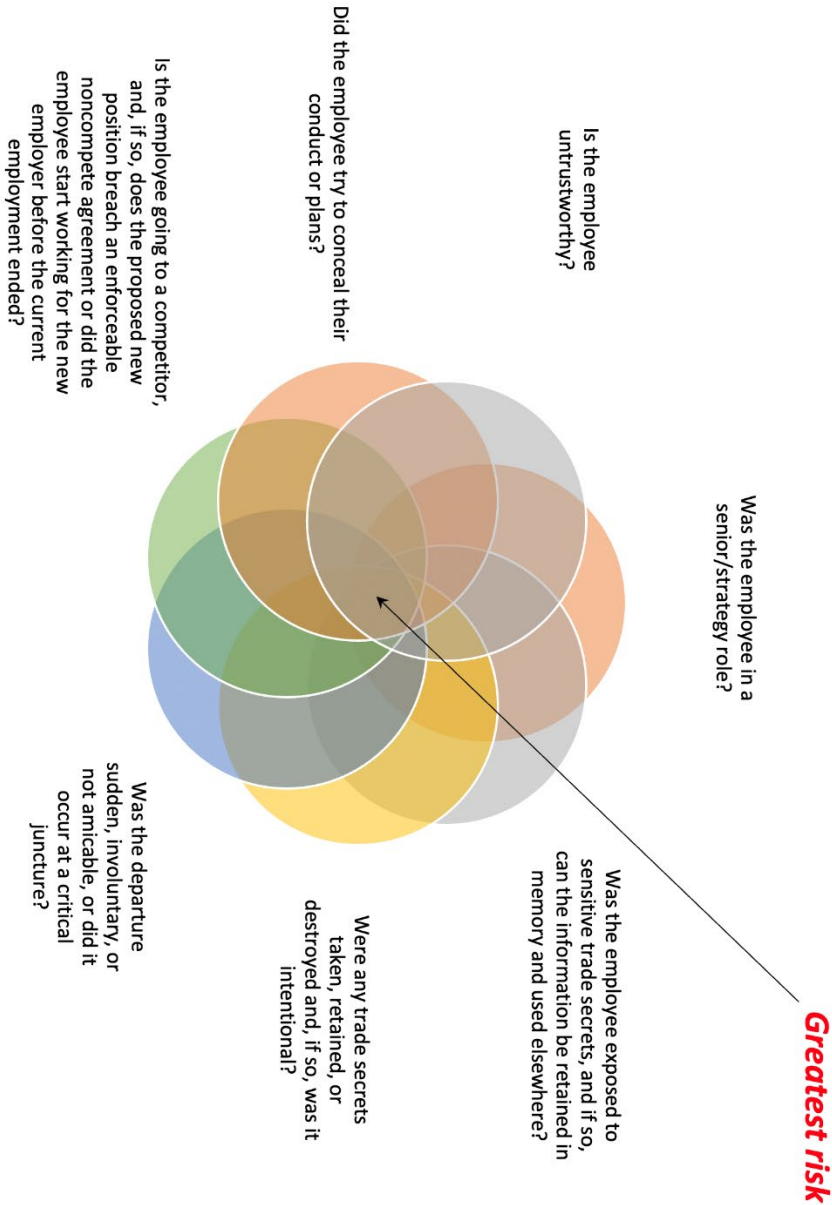 Greatest risk
Was the employee in a
senior/strategy role?
Was the employee exposed to
sensitive trade secrets, and if so,
can the information be retained in
memory and used elsewhere?
Were any trade secrets
taken, retained, or
destroyed and, if so, was it
intentional?
Was the departure
sudden, involuntary, or
not amicable, or did it
occur at a critical
juncture?
Is the employee going to a competitor,
and, if so, does the proposed new
position breach an enforceable
noncompete agreement or did the
employee start working for the new
employer before the current
employment ended?
Did the employee try to conceal their
conduct or plans?
Is the employee
untrustworthy?